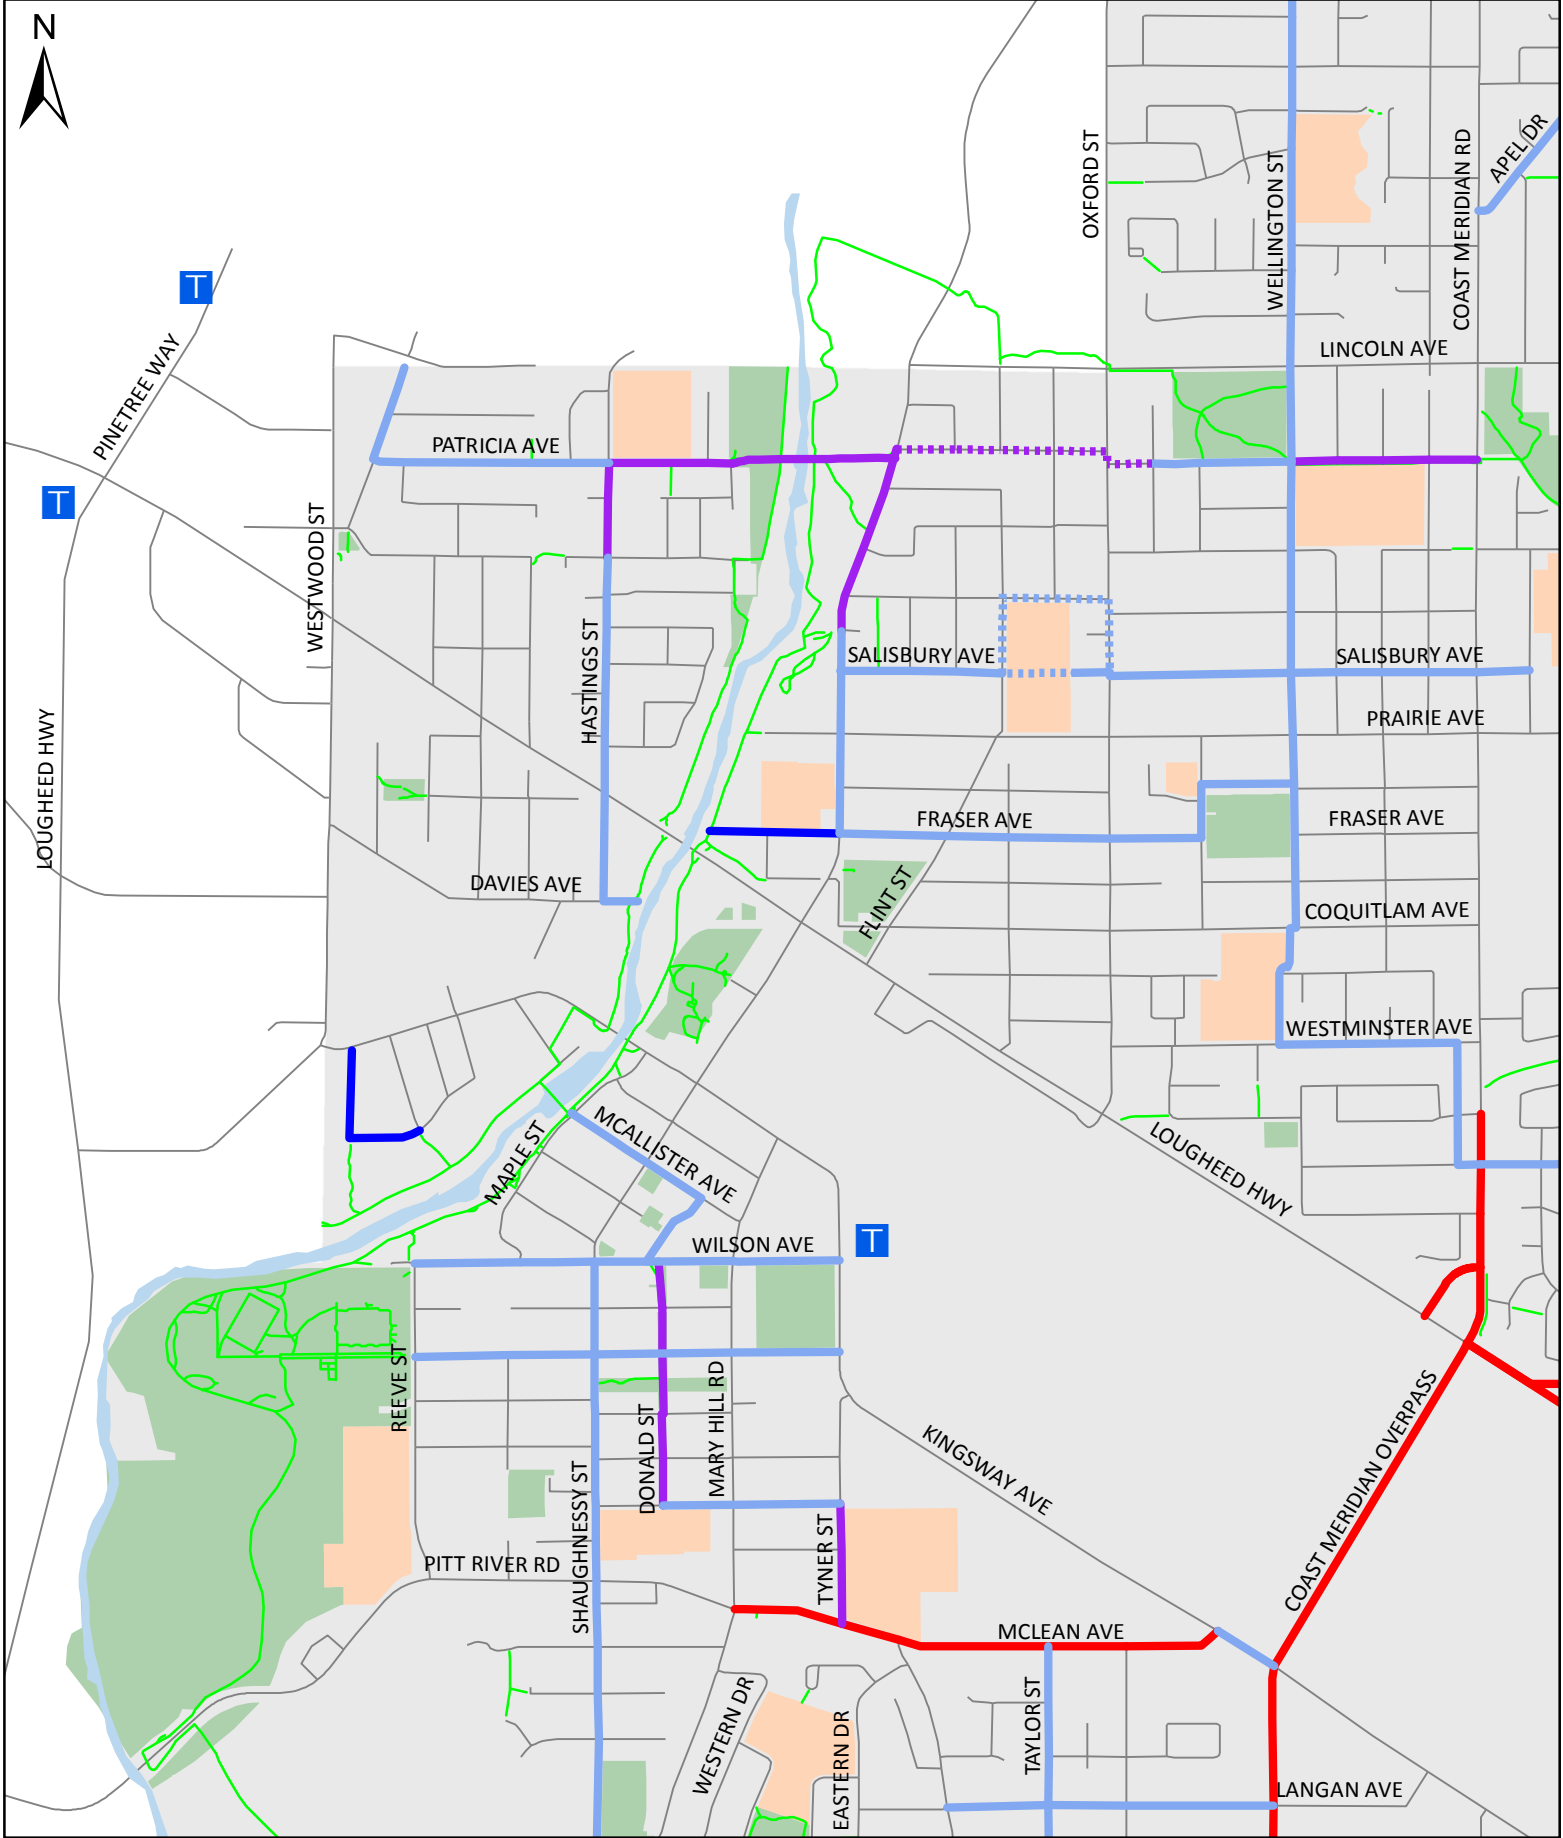 N
OXFORD ST
WELLINGTON ST
COAST MERIDIAN RD
APEL DR
T
PINETREE WAY
LINCOLN AVE
PATRICIA AVE
T
WESTWOOD ST
HASTINGS ST
SALISBURY AVE
SALISBURY AVE
PRAIRIE AVE
LOUGHEED HWY
FRASER AVE
FRASER AVE
DAVIES AVE
FLINT ST
COQUITLAM AVE
WESTMINSTER AVE
MAPLE ST
MCALLISTER AVE
LOUGHEED HWY
WILSON AVE
T
REEVE ST
DONALD ST
MARY HILL RD
SHAUGHNESSY ST
KINGSWAY AVE
COAST MERIDIAN OVERPASS
PITT RIVER RD
TYNER ST
MCLEAN AVE
WESTERN DR
EASTERN DR
TAYLOR ST
LANGAN AVE